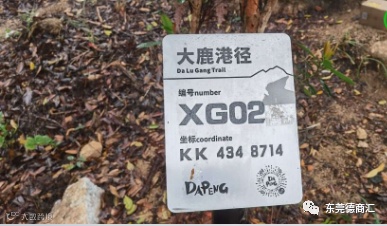 大鹿港径
Da Lu Gang Trail
编号number
XG02
坐标coordinate
KK 434 8714
DAPENG
东莞德商汇